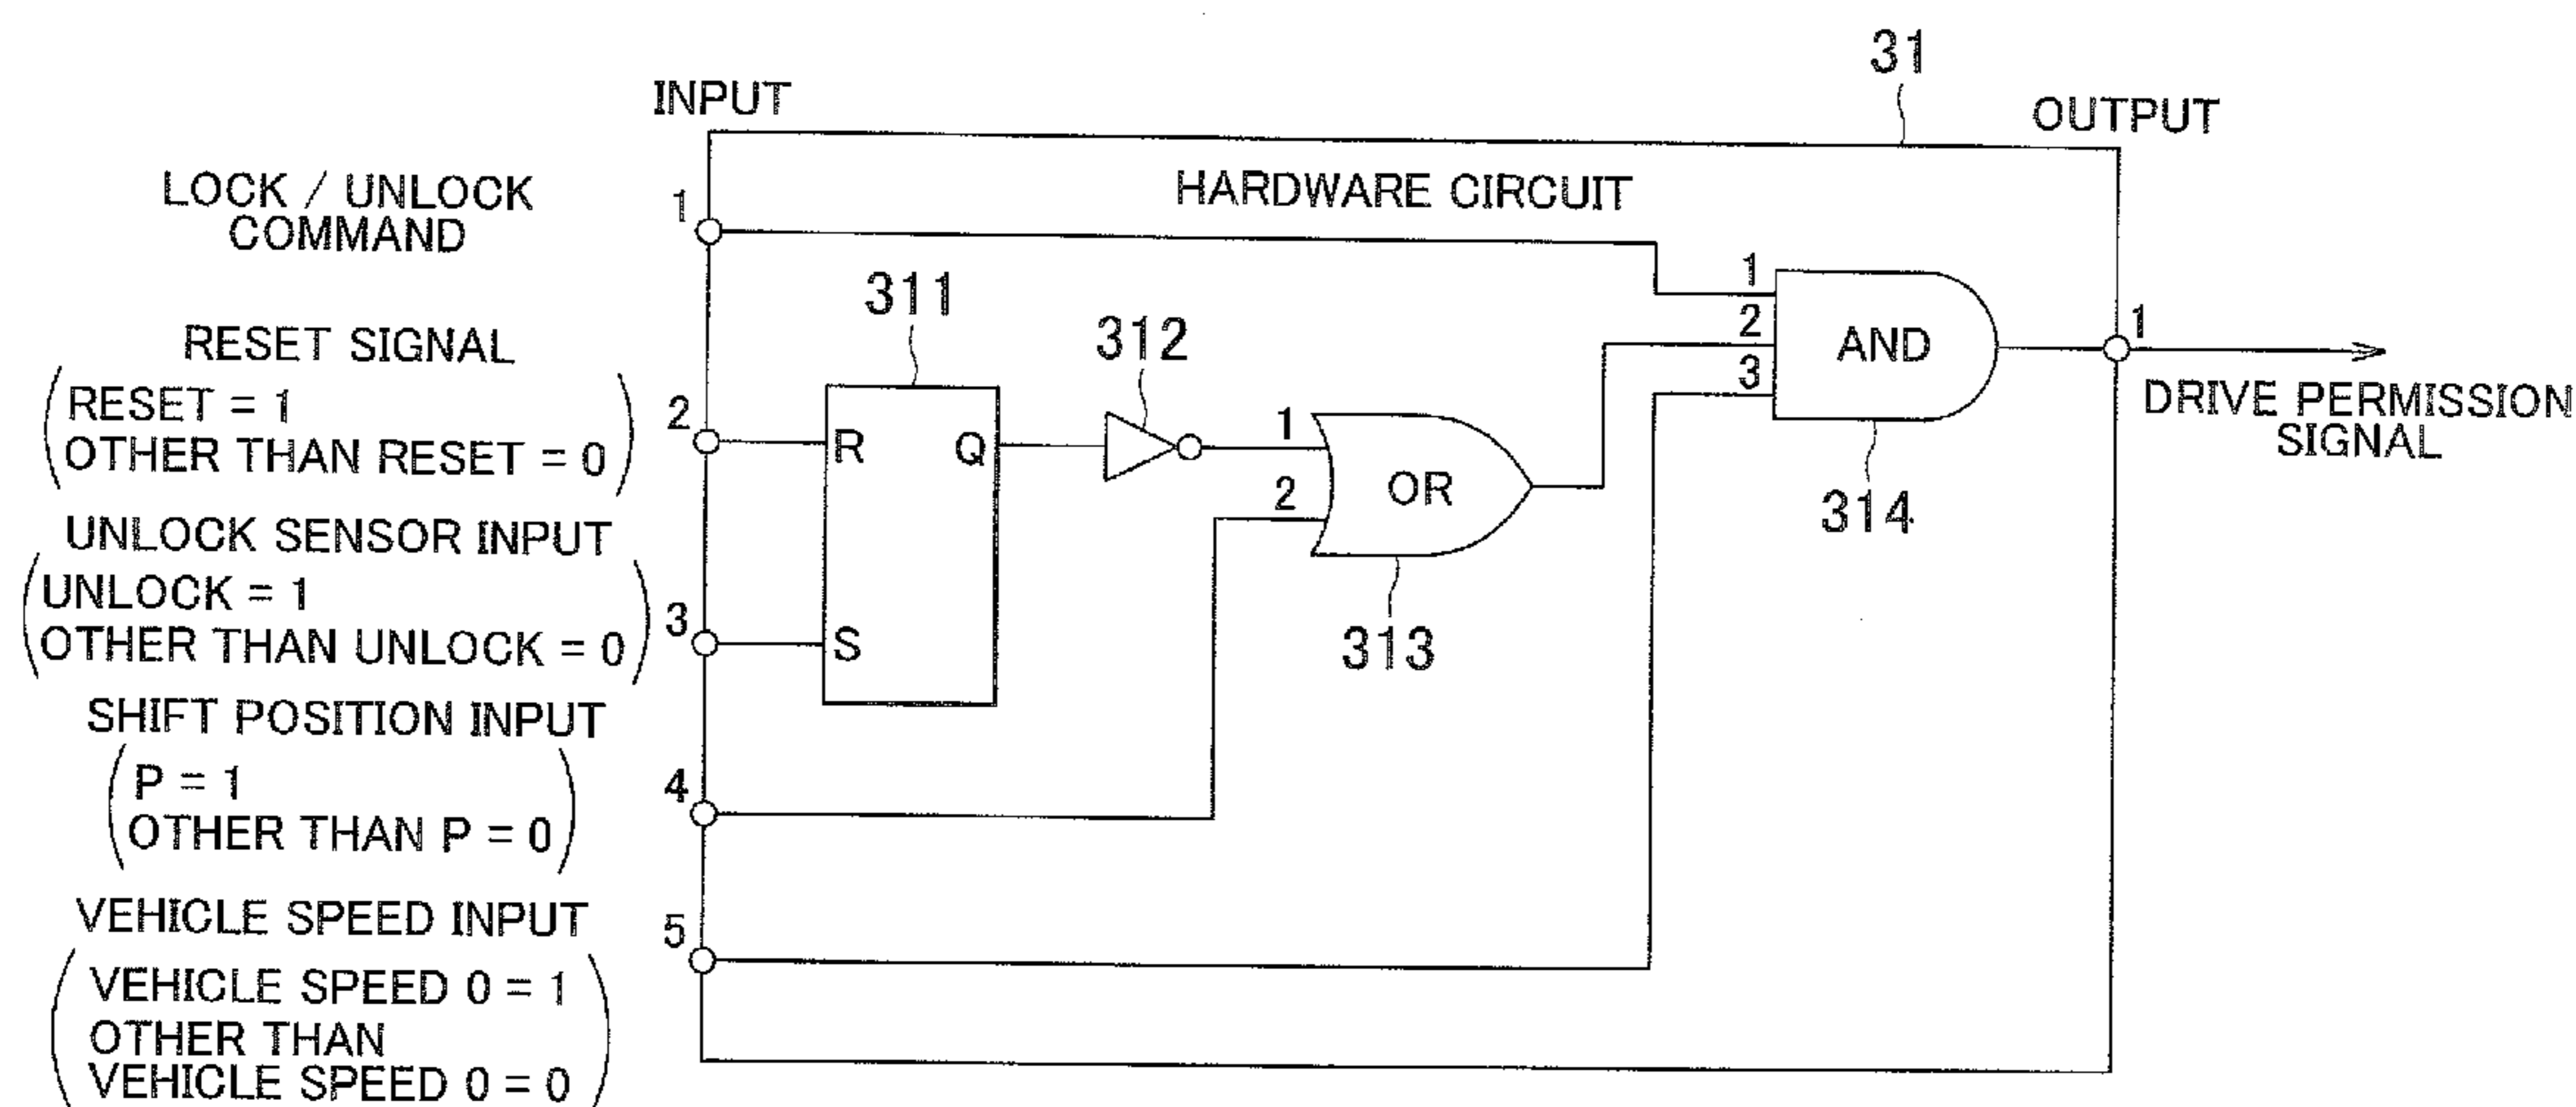 31
INPUT
OUTPUT
HARDWARE CIRCUIT
LOCK / UNLOCK
COMMAND
1
RESET SIGNAL
RESET = 1
OTHER THAN RESET = 0
2
UNLOCK SENSOR INPUT
UNLOCK = 1
OTHER THAN UNLOCK = 0
3
SHIFT POSITION INPUT
P = 1
OTHER THAN P = 0
4
VEHICLE SPEED INPUT
VEHICLE SPEED 0 = 1
OTHER THAN
VEHICLE SPEED 0 = 0
5
311
R
Q
S
312
1
2
OR
313
1
2
3
AND
314
1
DRIVE PERMISSION
SIGNAL